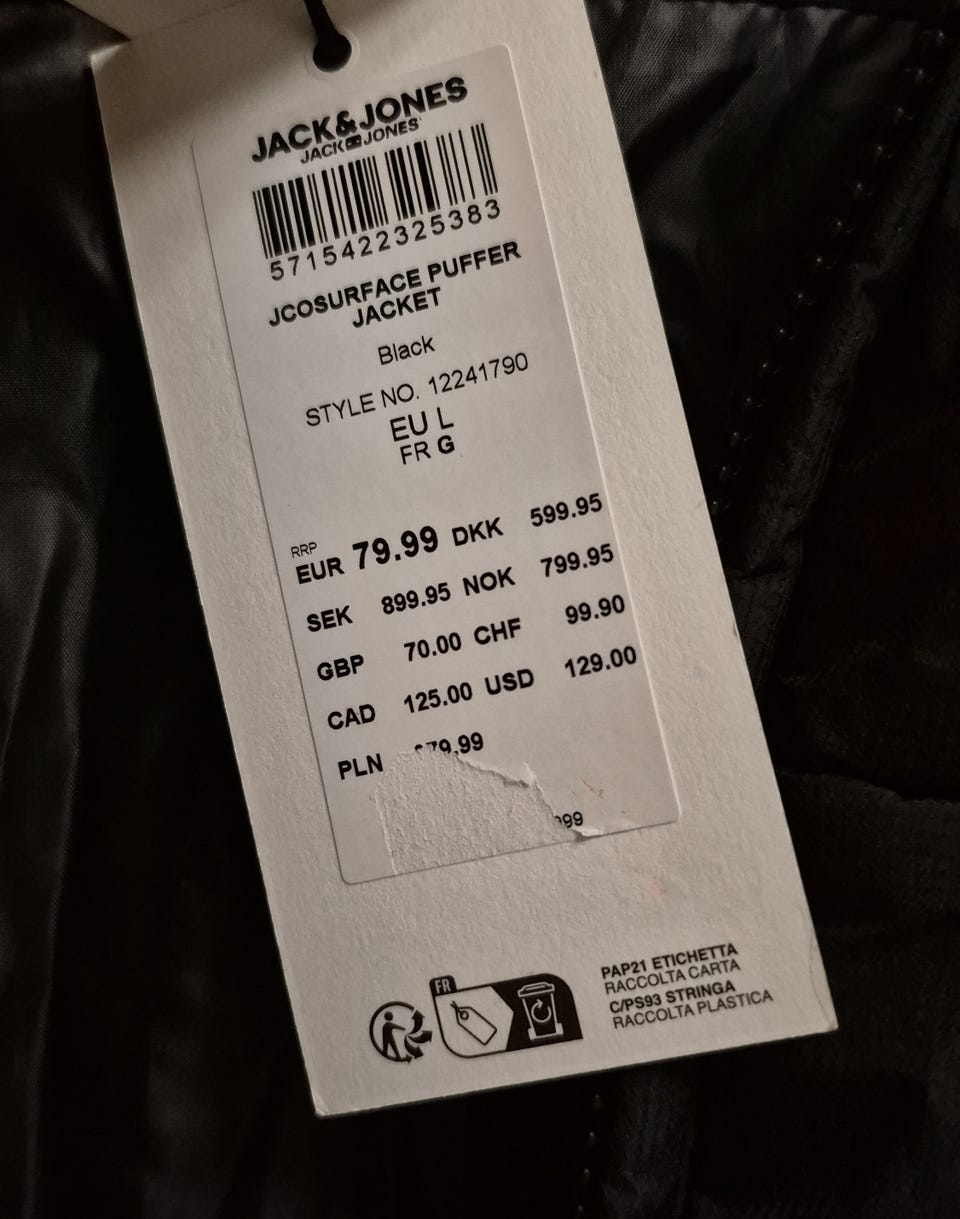 JACK&JONES
JACK&JONES
5715422325383
JCOSURFACE PUFFER
JACKET
Black
STYLE NO. 12241790
EU L
FR G
RRP
EUR 79.99 DKK 599.95
SEK 899.95 NOK 799.95
GBP 70.00 CHF 99.90
CAD 125.00 USD 129.00
PLN
FR
PAP21 ETICHETTA
RACCOLTA CARTA
C/PS93 STRINGA
RACCOLTA PLASTICA